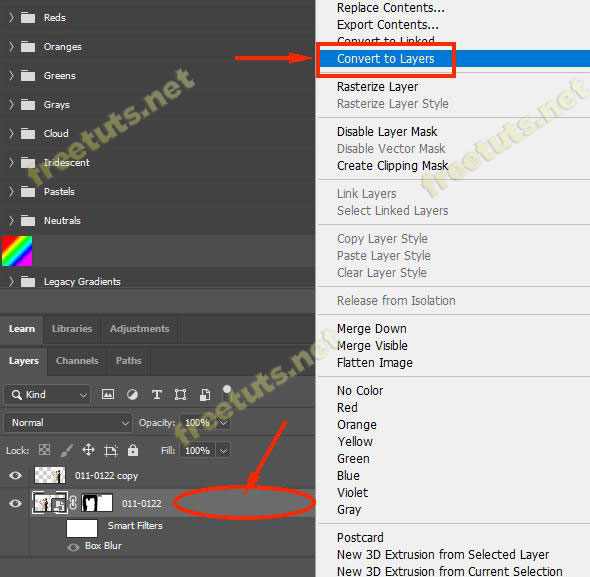 Reds
Oranges
Greens
Grays
Cloud
Iridescent
Pastels
Neutrals
Legacy Gradients
Learn Libraries Adjustments
Layers Channels Paths
Kind
Normal Opacity: 100%
Lock: Fill: 100%
011-0122 copy
011-0122
Smart Filters
Box Blur
Replace Contents...
Export Contents...
Convert to Linked...
Convert to Layers
Rasterize Layer
Rasterize Layer Style
Disable Layer Mask
Disable Vector Mask
Create Clipping Mask
Link Layers
Select Linked Layers
Copy Layer Style
Paste Layer Style
Clear Layer Style
Release from Isolation
Merge Down
Merge Visible
Flatten Image
No Color
Red
Orange
Yellow
Green
Blue
Violet
Gray
Postcard
New 3D Extrusion from Selected Layer
New 3D Extrusion from Current Selection
freetuts.net
freetuts.net
freetuts.net